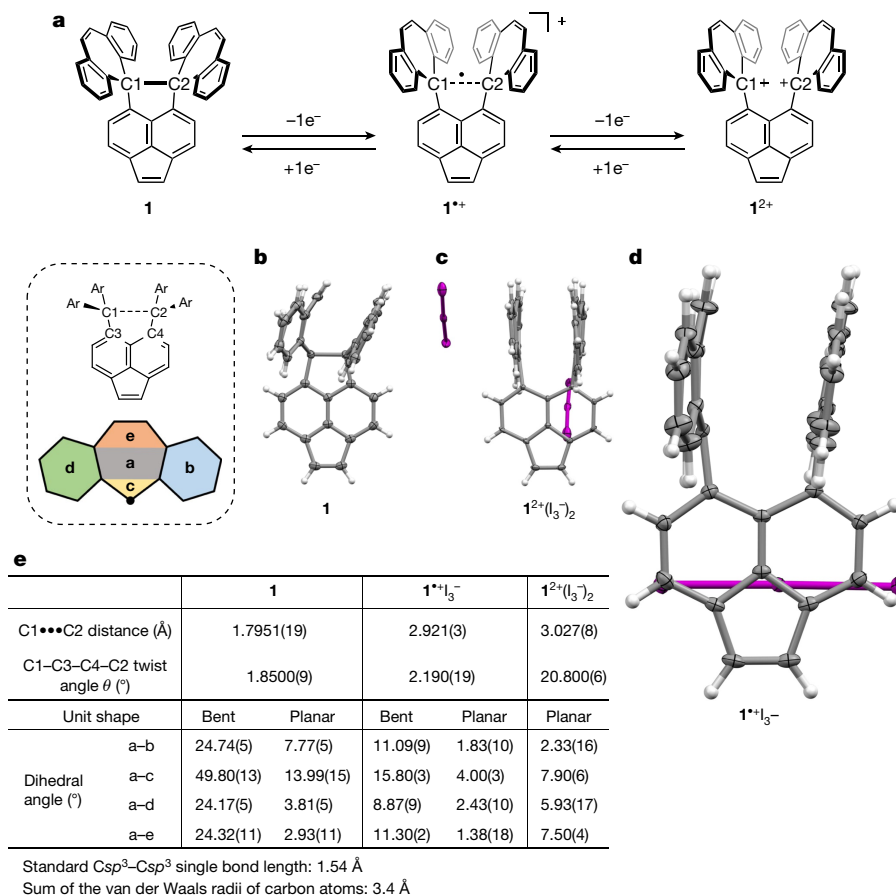 a
C1 C2
C1 C2
+
C1+ +C2
−1e−
+1e−
−1e−
+1e−
1
1•+
12+
Ar Ar
Ar C1 C2 Ar
C3 C4
e
d a b
c
b
1
c
12+(I3−)2
d
1•+I3−
e
1 1•+I3− 12+(I3−)2
C1•••C2 distance (Å) 1.7951(19) 2.921(3) 3.027(8)
C1–C3–C4–C2 twist
angle θ (°) 1.8500(9) 2.190(19) 20.800(6)
Unit shape Bent Planar Bent Planar Planar
Dihedral
angle (°)
a–b 24.74(5) 7.77(5) 11.09(9) 1.83(10) 2.33(16)
a–c 49.80(13) 13.99(15) 15.80(3) 4.00(3) 7.90(6)
a–d 24.17(5) 3.81(5) 8.87(9) 2.43(10) 5.93(17)
a–e 24.32(11) 2.93(11) 11.30(2) 1.38(18) 7.50(4)
Standard Csp3–Csp3 single bond length: 1.54 Å
Sum of the van der Waals radii of carbon atoms: 3.4 Å